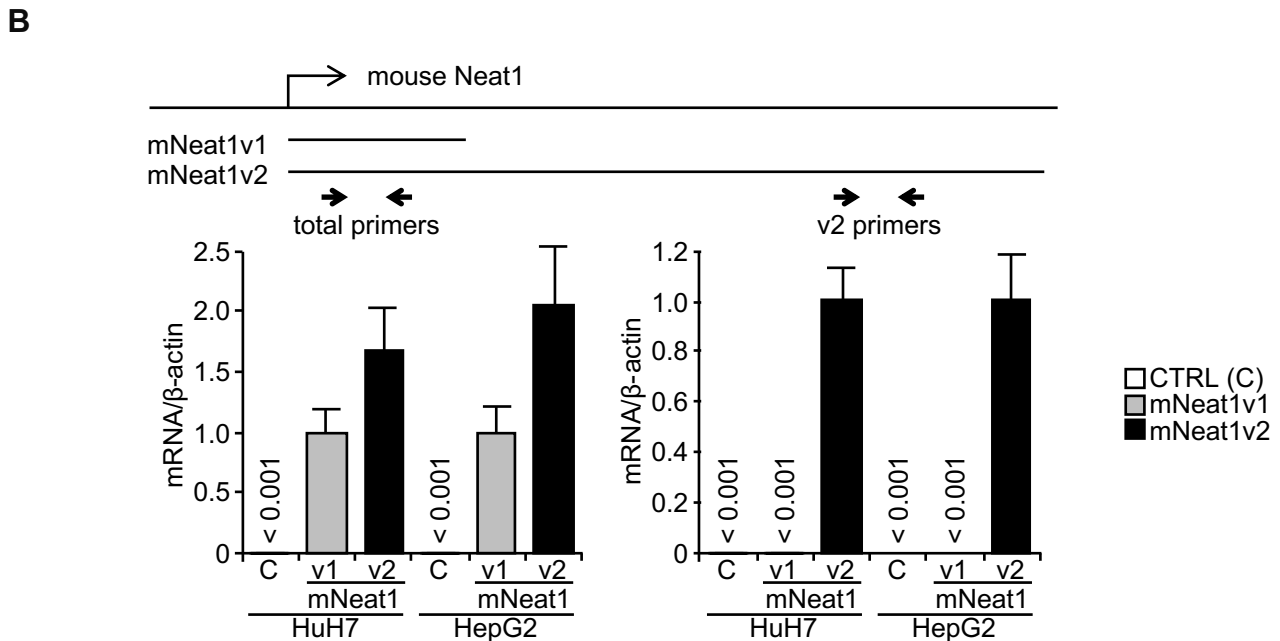 B
mouse Neat1
mNeat1v1
mNeat1v2
total primers
v2 primers
mRNA/β-actin
2.5
2.0
1.5
1.0
0.5
0
< 0.001
< 0.001
C v1 v2 C v1 v2
mNeat1 mNeat1
HuH7 HepG2
mRNA/β-actin
1.2
1.0
0.8
0.6
0.4
0.2
0
< 0.001
< 0.001
< 0.001
< 0.001
C v1 v2 C v1 v2
mNeat1 mNeat1
HuH7 HepG2
CTRL (C)
mNeat1v1
mNeat1v2